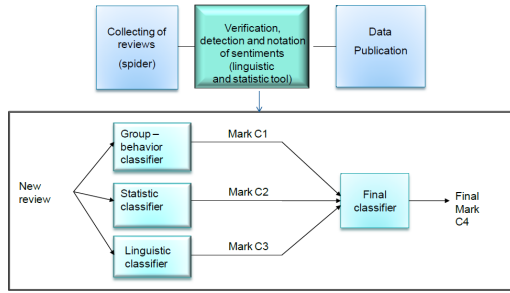 Collecting of
reviews
(spider)
Verification,
detection and notation
of sentiments
(linguistic
and statistic tool)
Data
Publication
Group –
behavior
classifier
Mark C1
New
review
Statistic
classifier
Mark C2
Linguistic
classifier
Mark C3
Final
classifier
Final
Mark
C4